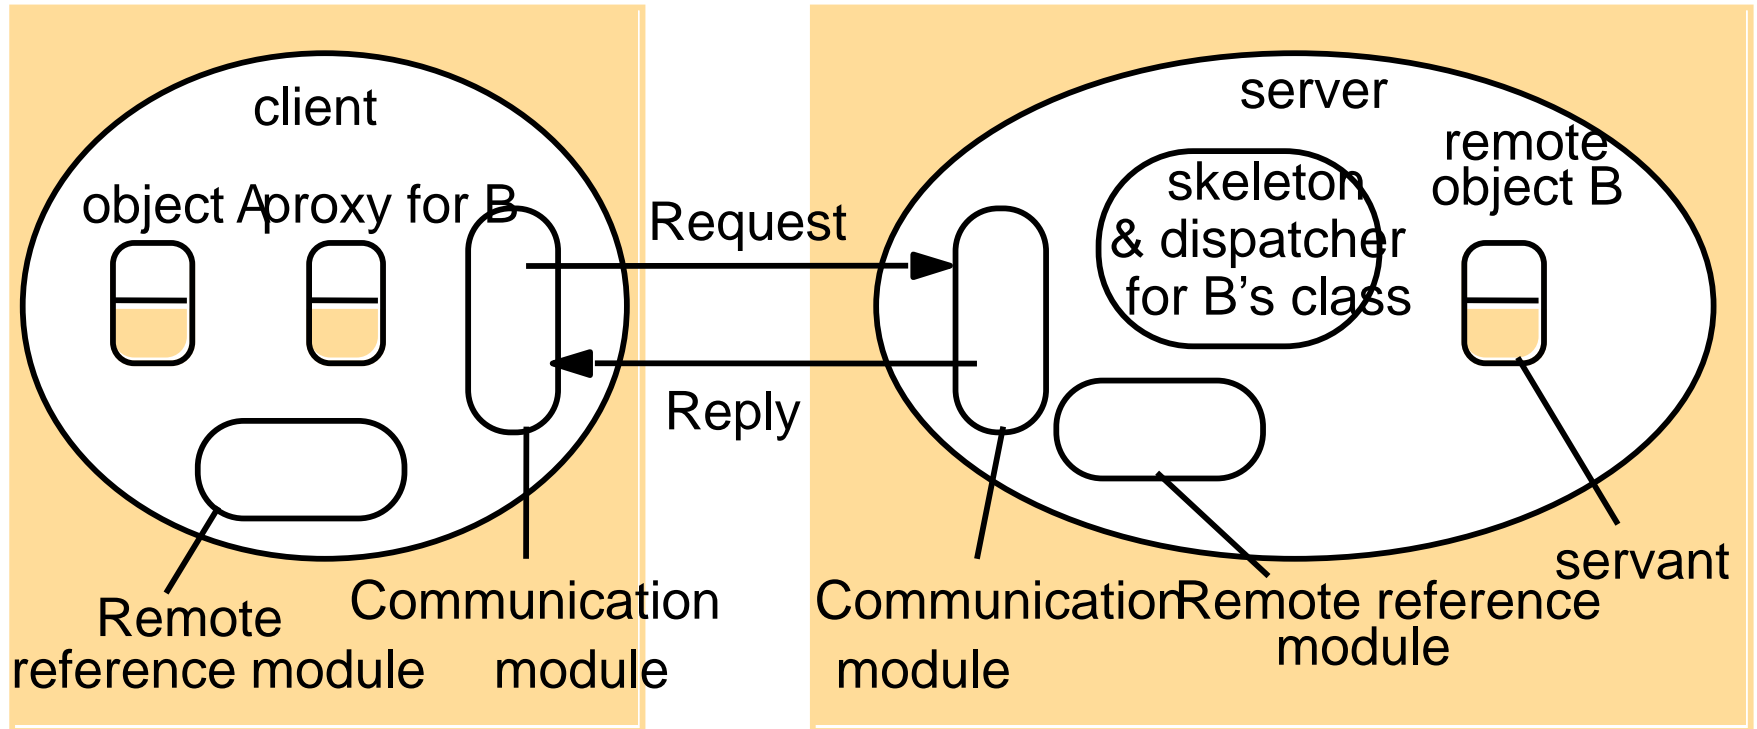 client
object A
proxy for B
Request
Reply
Remote
reference module
Communication
module
server
skeleton
& dispatcher
for B’s class
remote
object B
Communication
module
Remote reference
module
servant